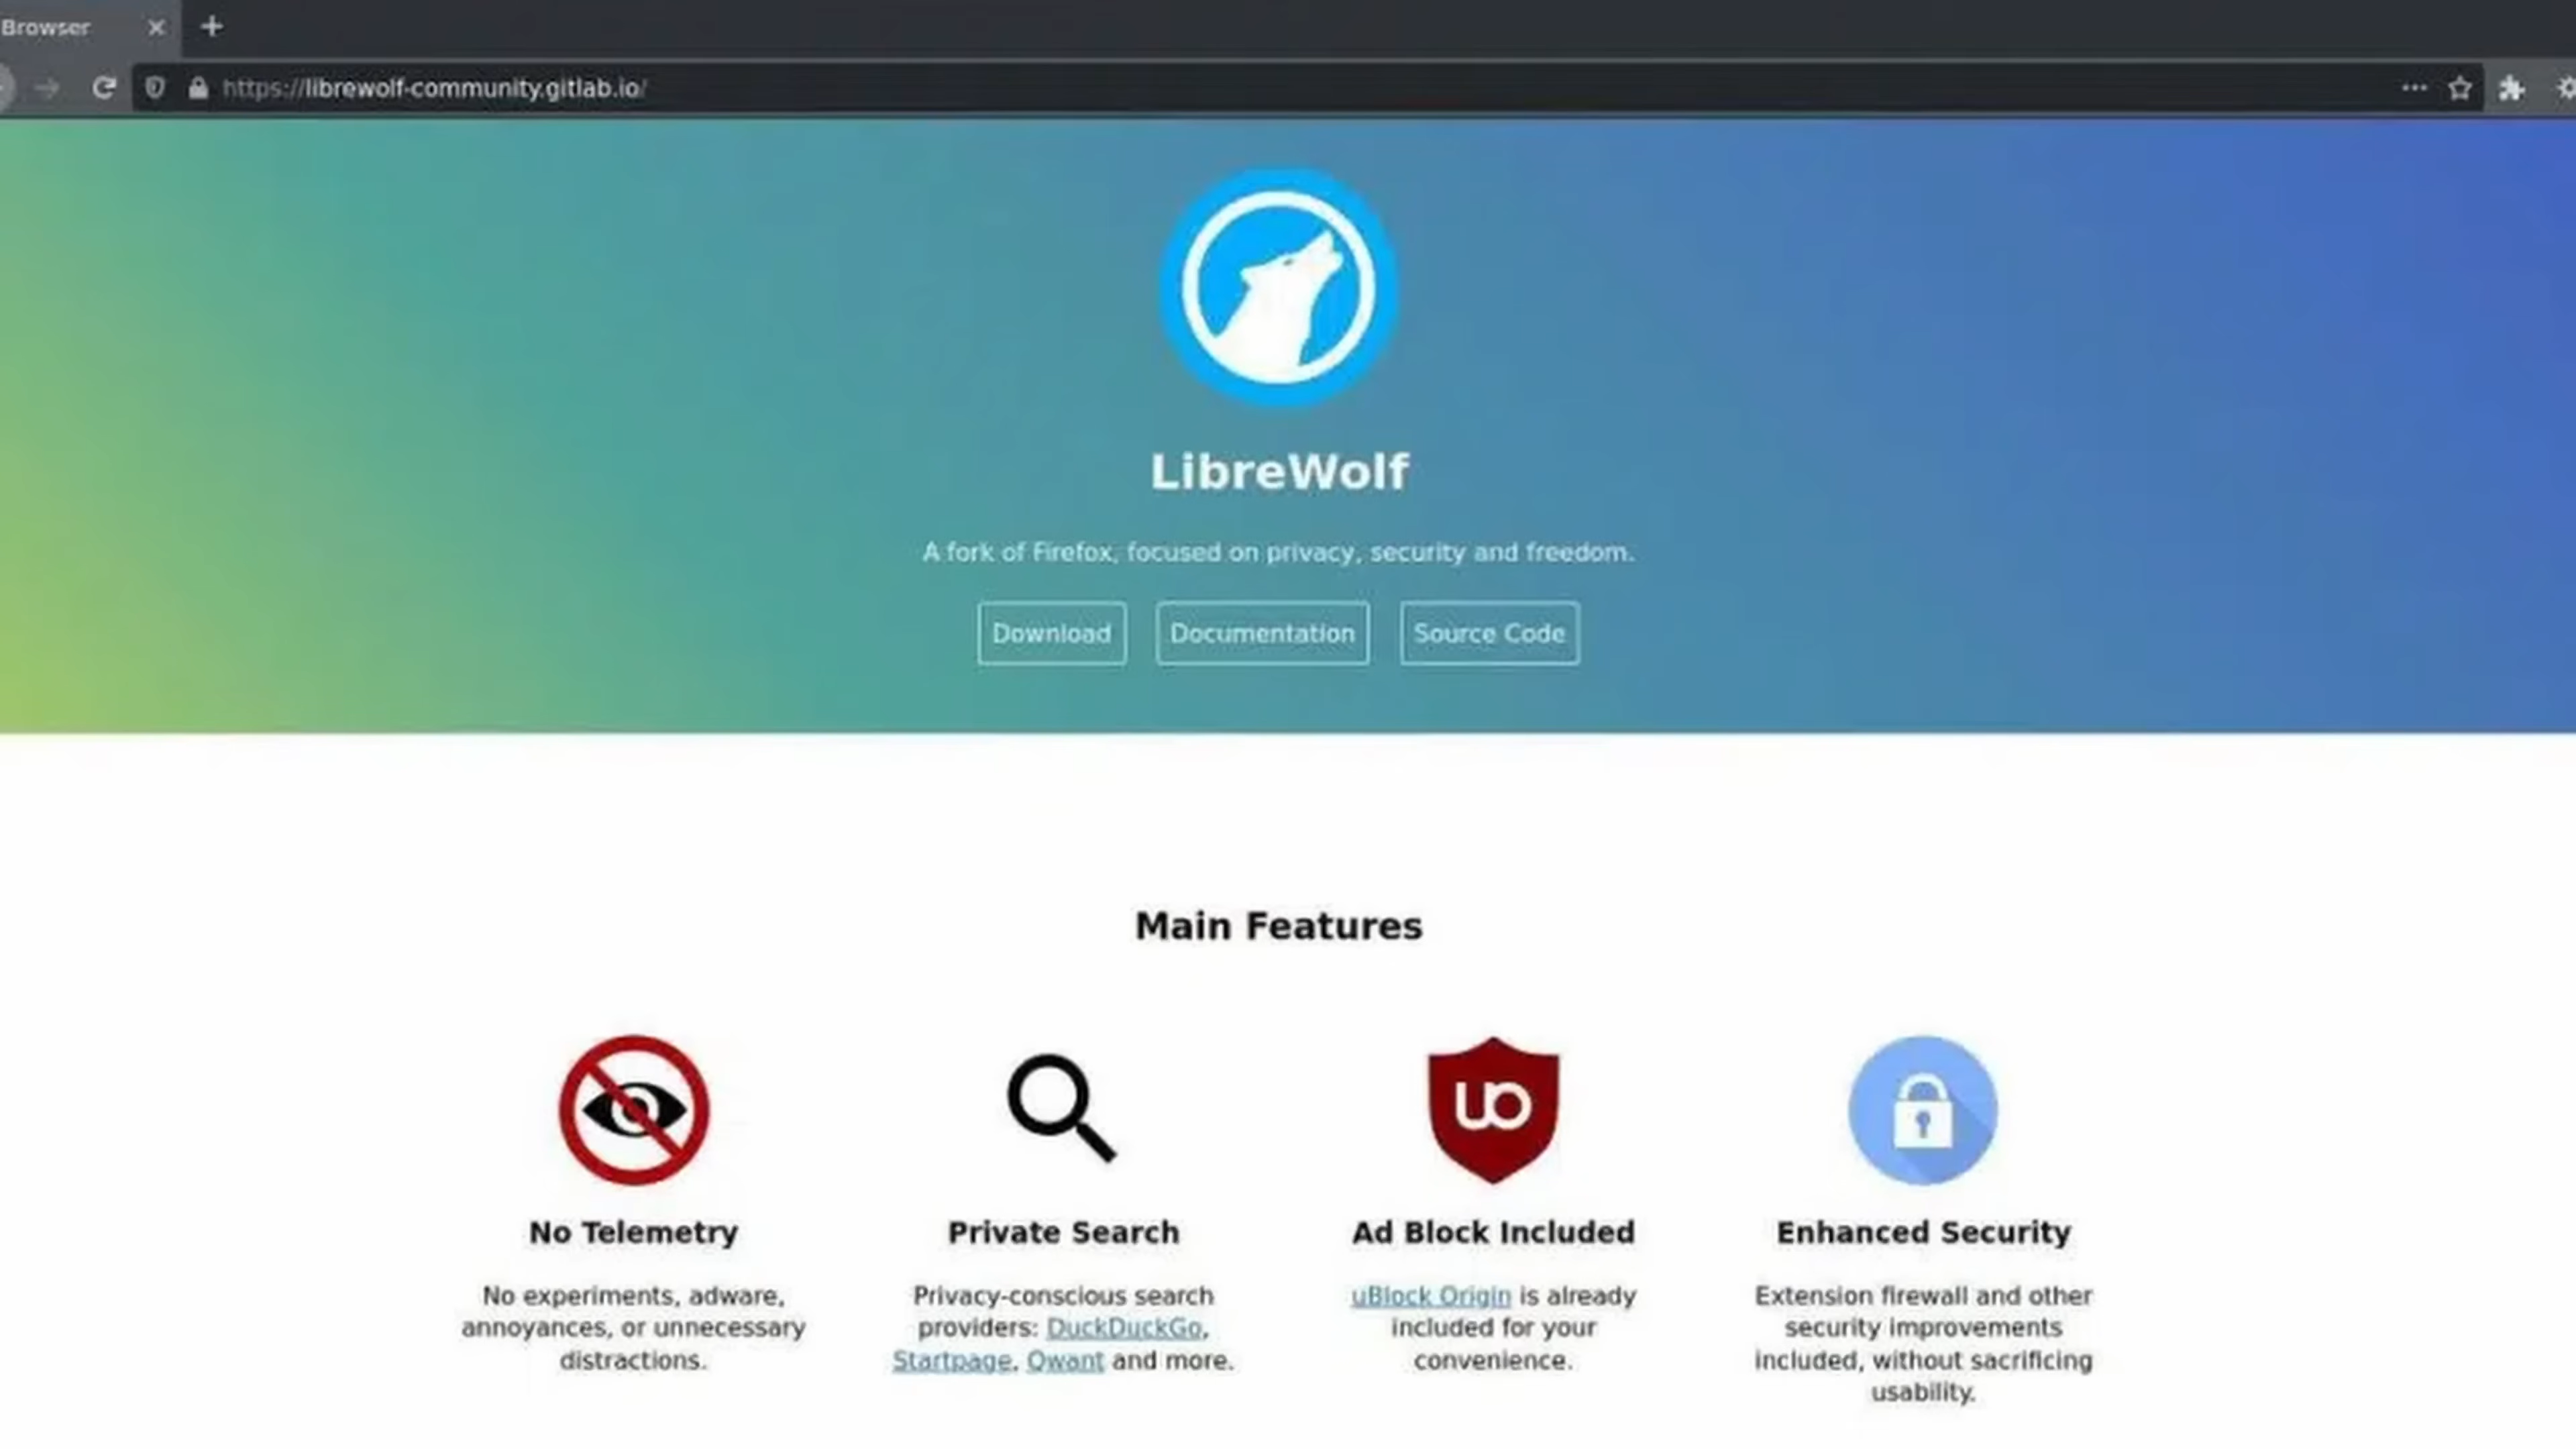 Browser
https://librewolf-community.gitlab.io/
LibreWolf
A fork of Firefox, focused on privacy, security and freedom.
Download Documentation Source Code
Main Features
UO
No Telemetry
No experiments, adware,
annoyances, or unnecessary
distractions.
Private Search
Privacy-conscious search
providers: DuckDuckGo,
Startpage, Qwant and more.
Ad Block Included
uBlock Origin is already
included for your
convenience.
Enhanced Security
Extension firewall and other
security improvements
included, without sacrificing
usability.